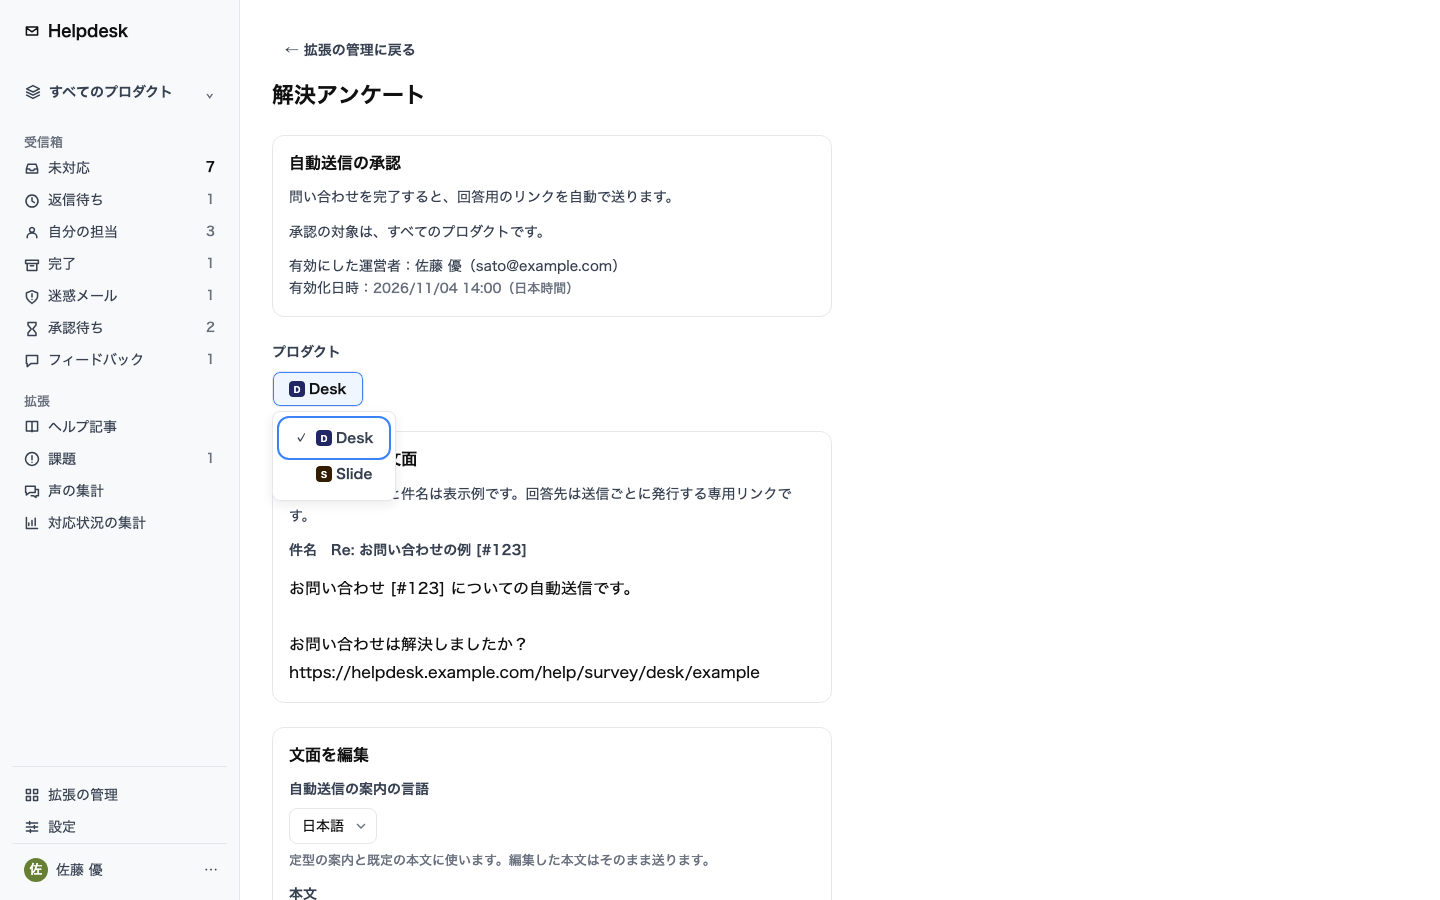 Helpdesk
すべてのプロダクト
受信箱
未対応 7
返信待ち 1
自分の担当 3
完了 1
迷惑メール 1
承認待ち 2
フィードバック 1
拡張
ヘルプ記事
課題 1
声の集計
対応状況の集計
拡張の管理
設定
佐 佐藤 優 …
← 拡張の管理に戻る
解決アンケート
自動送信の承認
問い合わせを完了すると、回答用のリンクを自動で送ります。
承認の対象は、すべてのプロダクトです。
有効にした運営者：佐藤 優（sato@example.com）
有効化日時：2026/11/04 14:00（日本時間）
プロダクト
D Desk
✓ D Desk
S Slide
文面
と件名は表示例です。回答先は送信ごとに発行する専用リンクで
す。
件名 Re: お問い合わせの例 [#123]
お問い合わせ [#123] についての自動送信です。
お問い合わせは解決しましたか？
https://helpdesk.example.com/help/survey/desk/example
文面を編集
自動送信の案内の言語
日本語
定型の案内と既定の本文に使います。編集した本文はそのまま送ります。
本文